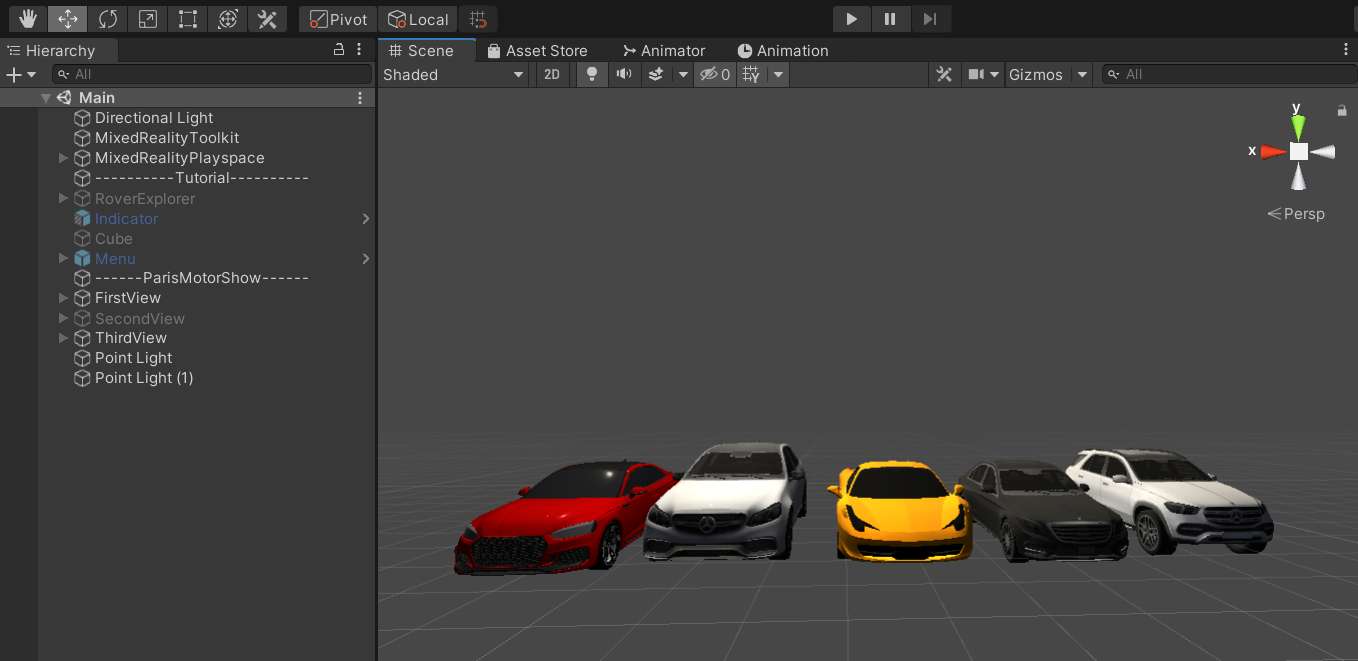 Pivot Local
Hierarchy
All
Main
Directional Light
MixedRealityToolkit
MixedRealityPlayspace
----------Tutorial----------
RoverExplorer
Indicator
Cube
Menu
------ParisMotorShow------
FirstView
SecondView
ThirdView
Point Light
Point Light (1)
Scene Asset Store Animator Animation
Shaded 2D 0 Gizmos All
y
x
Persp